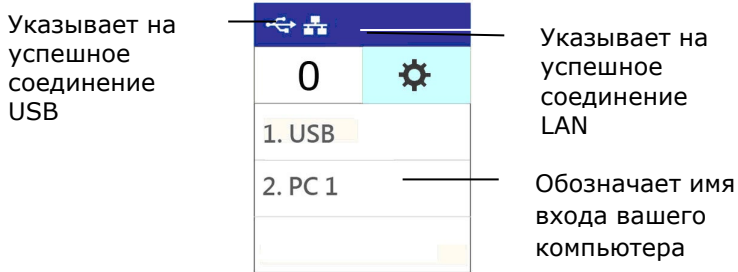 Указывает на
успешное
соединение
USB
0
1. USB
2. PC 1
Указывает на
успешное
соединение
LAN
Обозначает имя
входа вашего
компьютера